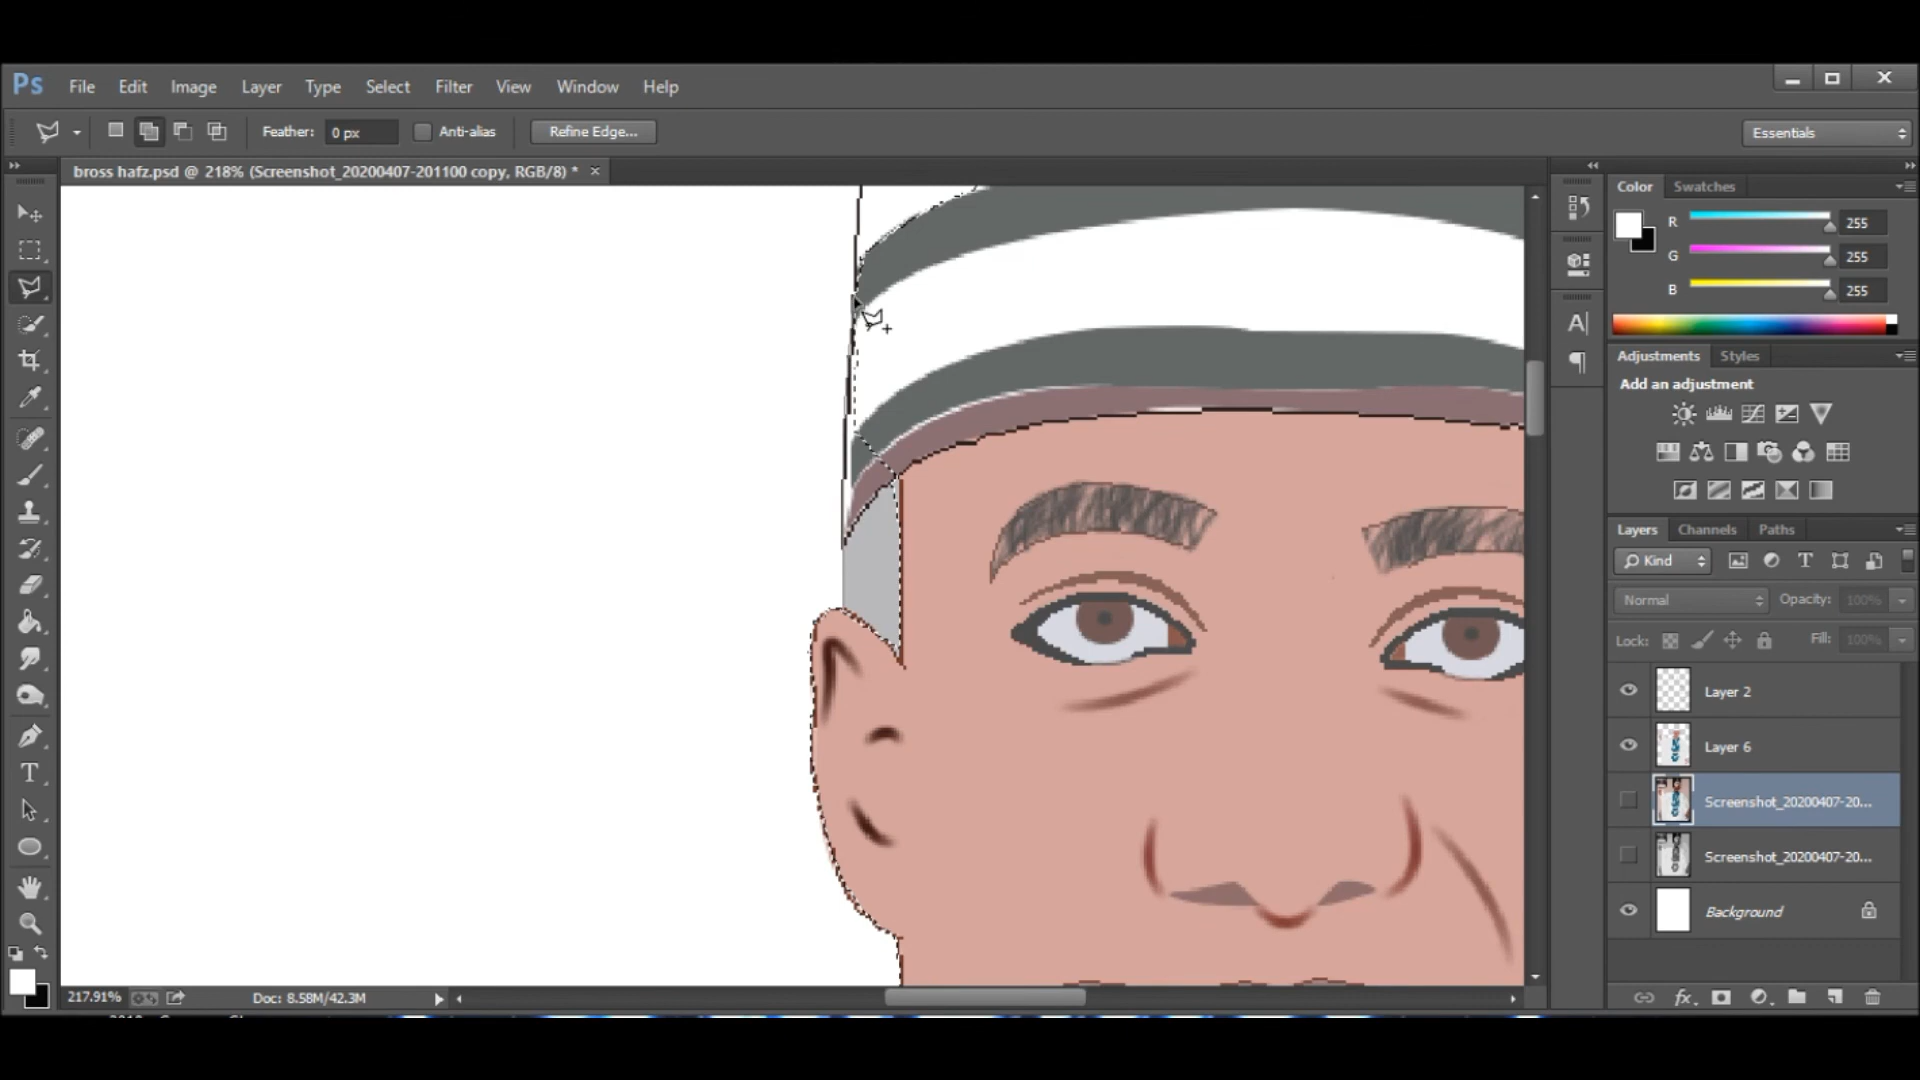 Ps File Edit Image Layer Type Select Filter View Window Help
Feather: 0 px Anti-alias Refine Edge... Essentials
bross hafz.psd @ 218% (Screenshot_20200407-201100 copy, RGB/8) * ×
Color Swatches
R 255
G 255
B 255
Adjustments Styles
Add an adjustment
Layers Channels Paths
Kind
Normal Opacity: 100%
Lock: Fill: 100%
Layer 2
Layer 6
Screenshot_20200407-20...
Screenshot_20200407-20...
Background
217.91% Doc: 8.58M/42.3M